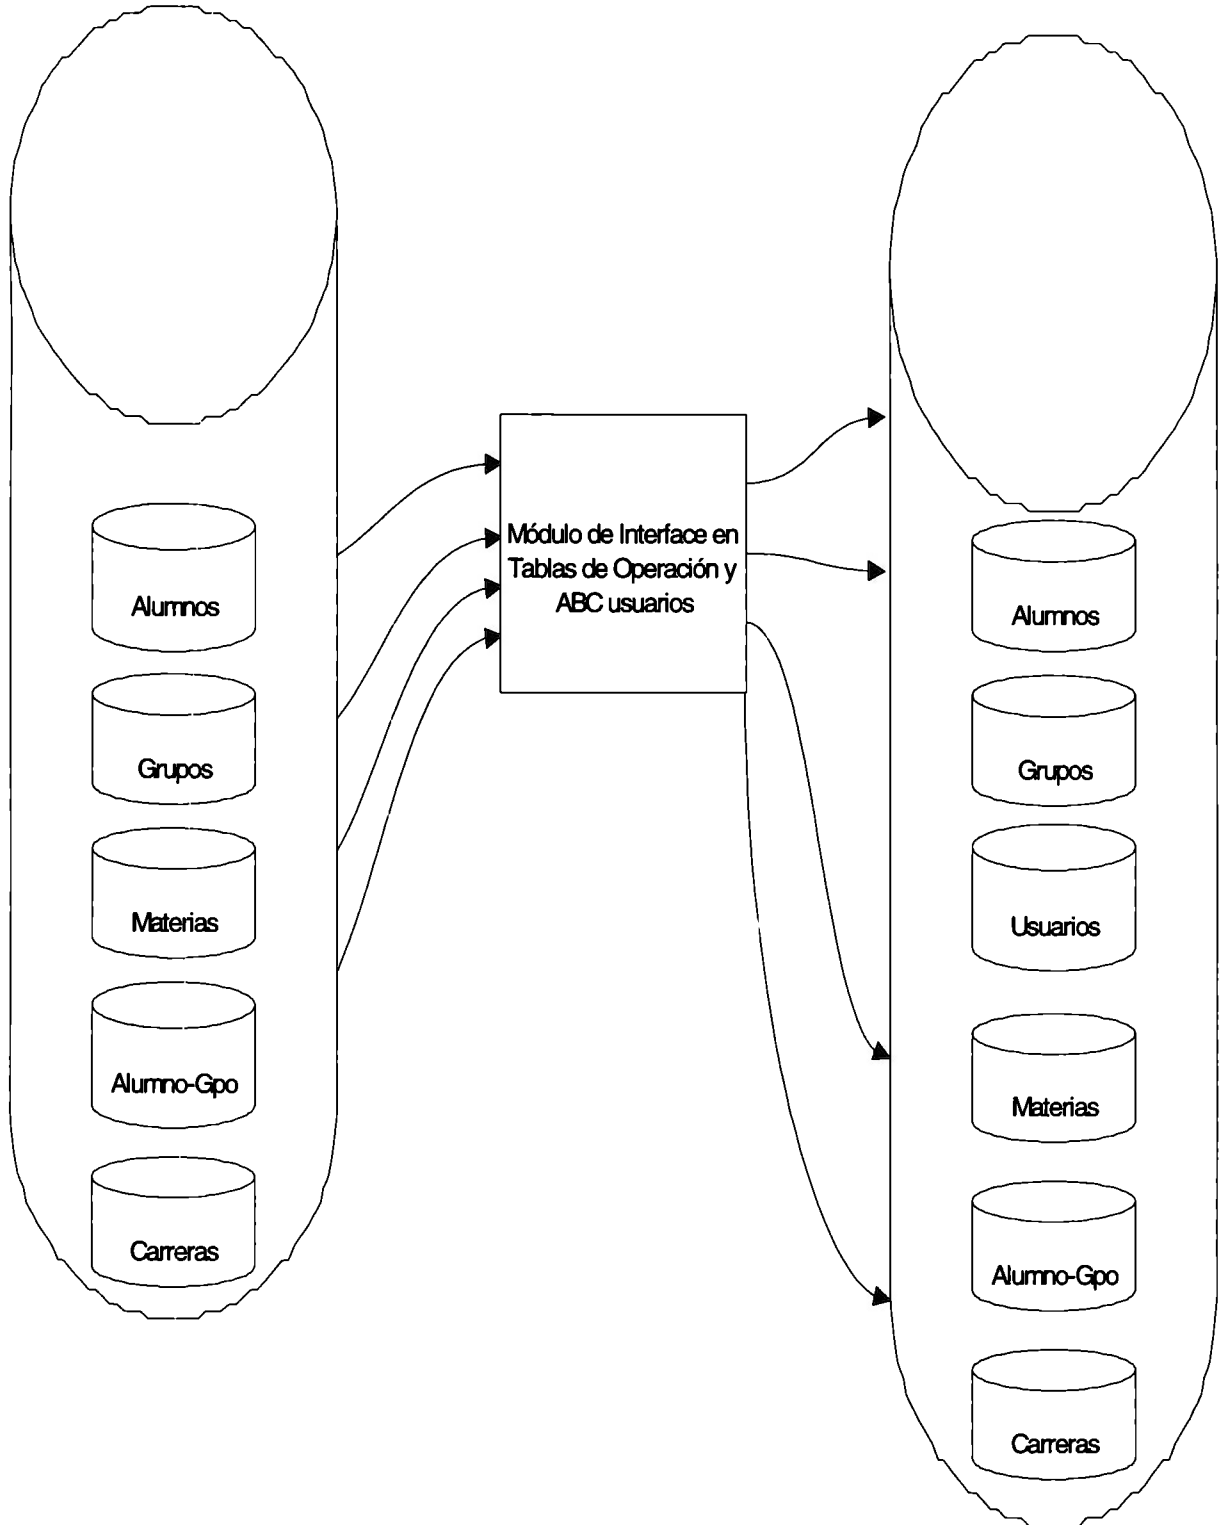 Alumnos
Grupos
Materias
Alumno-Gpo
Carreras
Módulo de Interface en
Tablas de Operación y
ABC usuarios
Alumnos
Grupos
Usuarios
Materias
Alumno-Gpo
Carreras